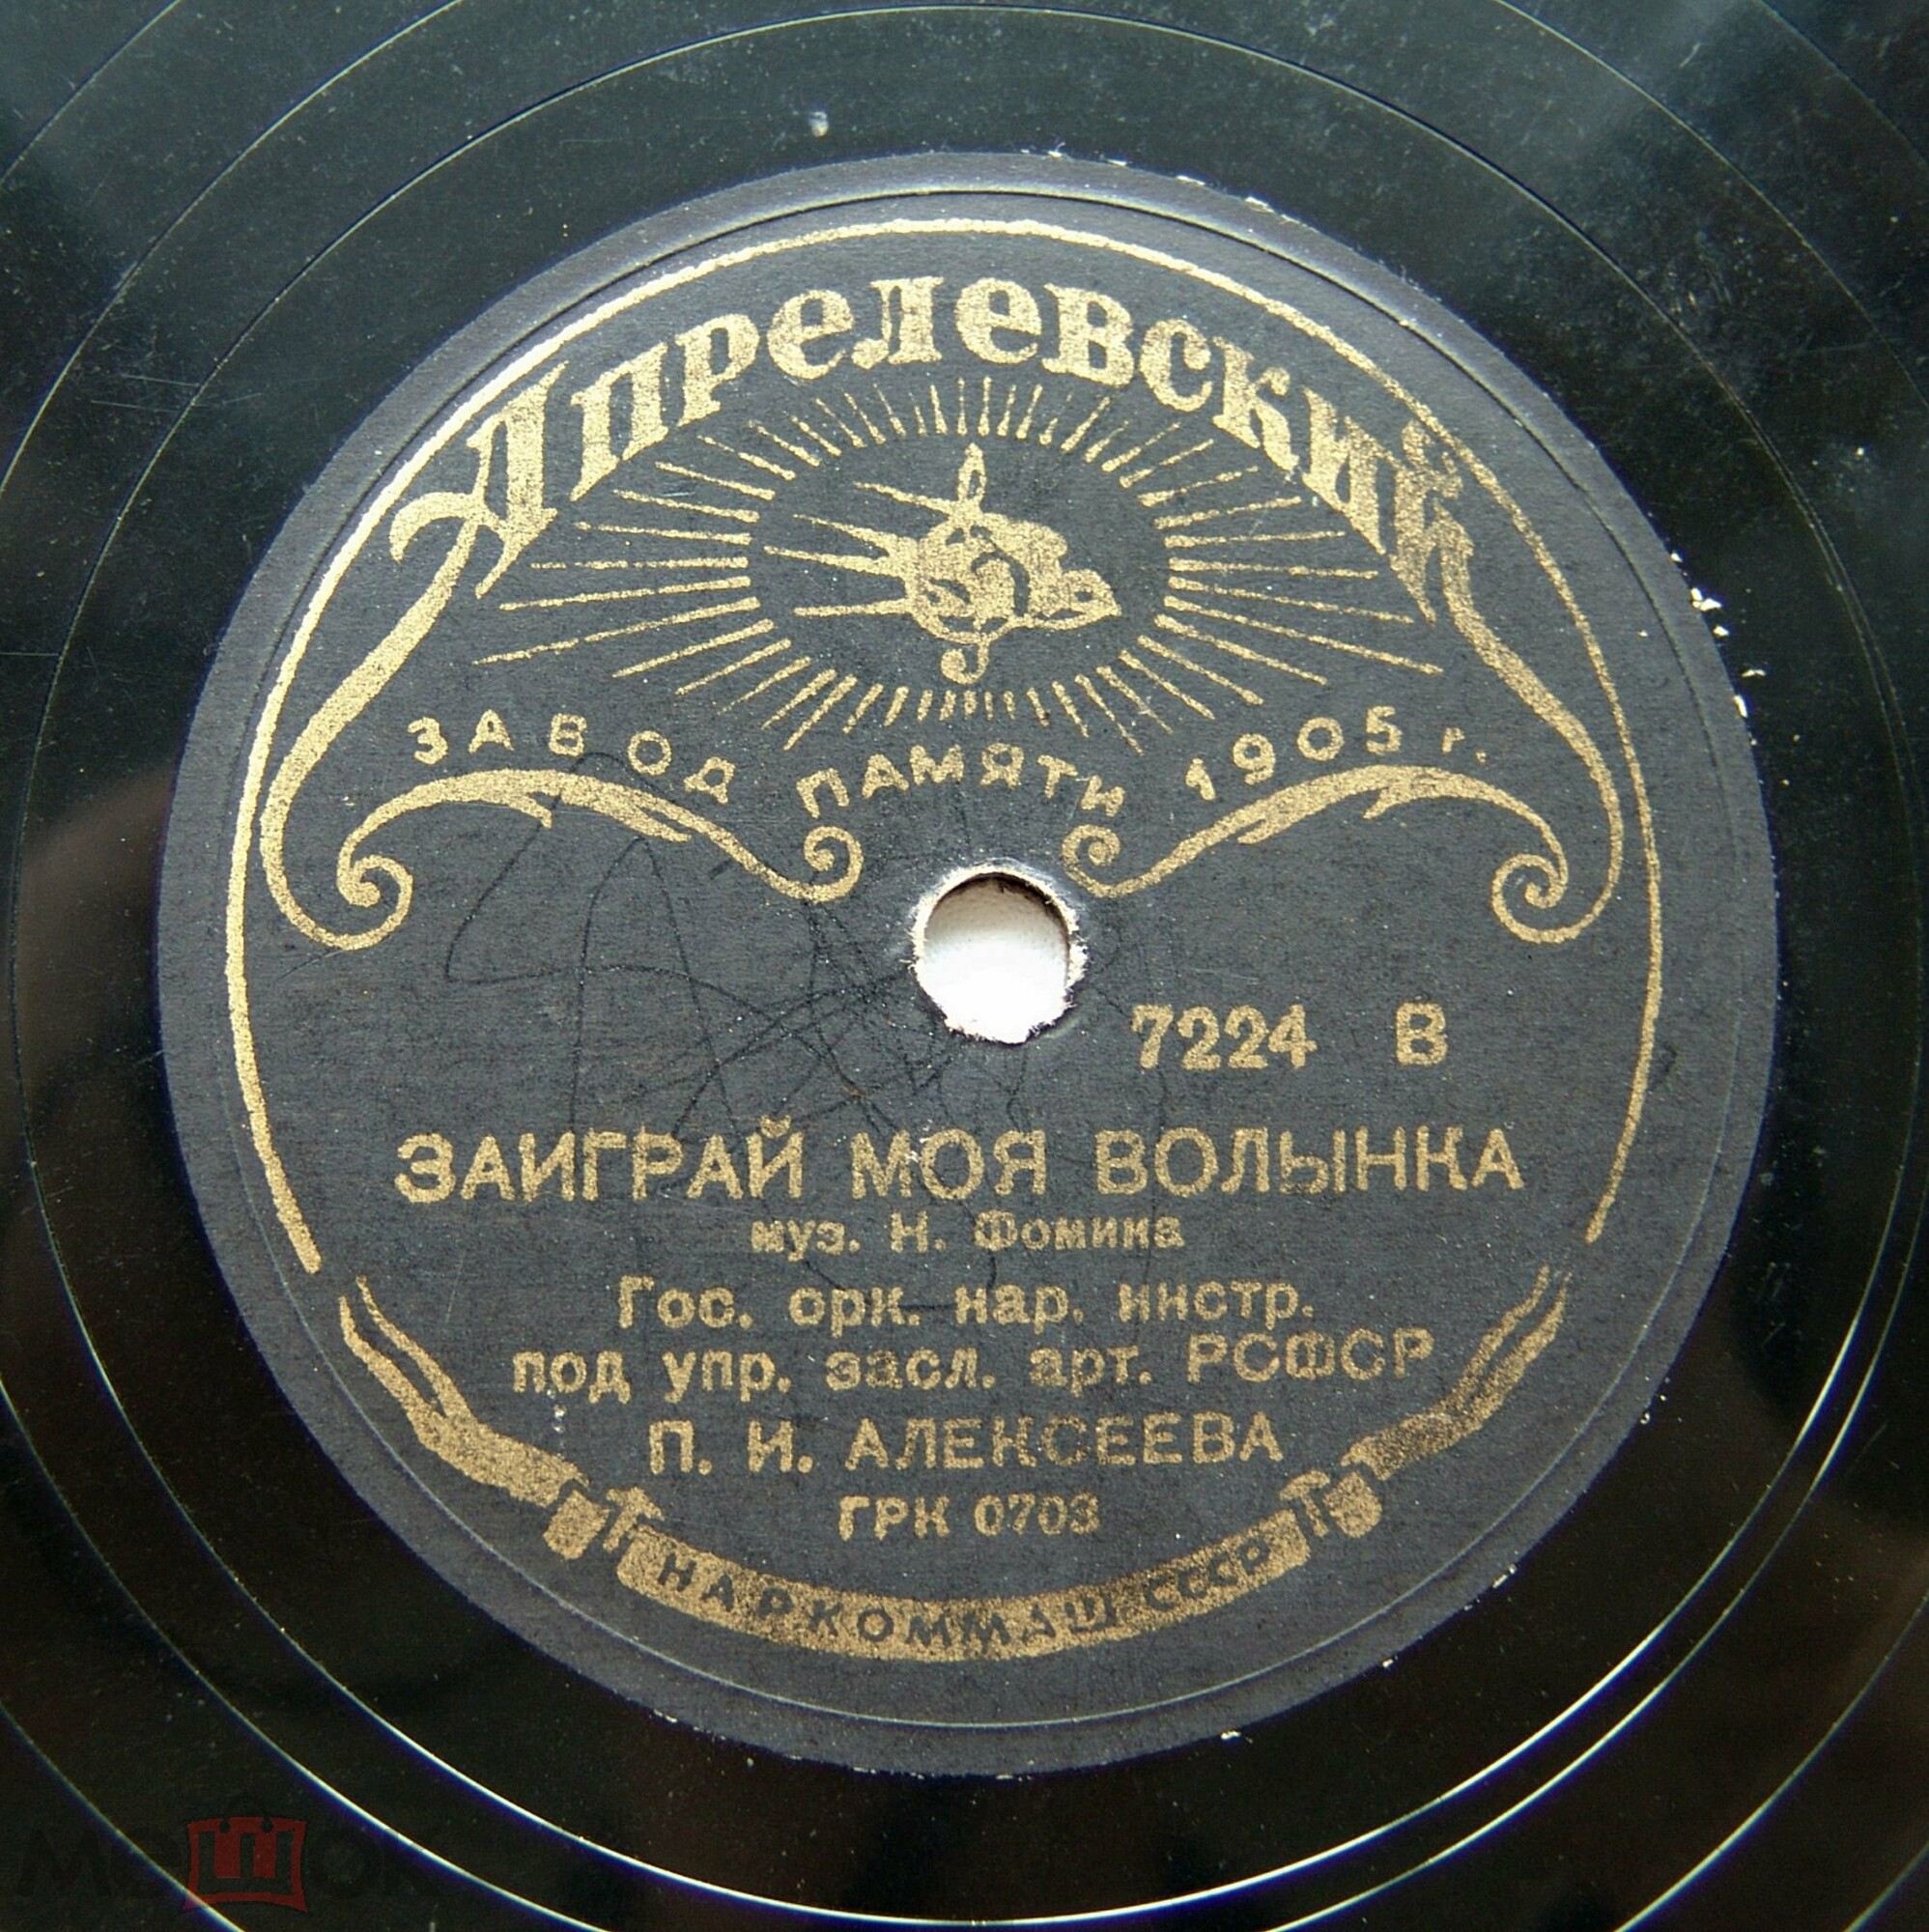 Апрелевский
ЗАВОД ПАМЯТИ 1905 г.
7224 В
ЗАИГРАЙ МОЯ ВОЛЫНКА
муз. Н. Фомина
Гос. орк. нар. инстр.
под упр. засл. арт. РСФСР
П. И. АЛЕКСЕЕВА
ГРК 0703
НАРКОММАШ СССР
МЕШОК